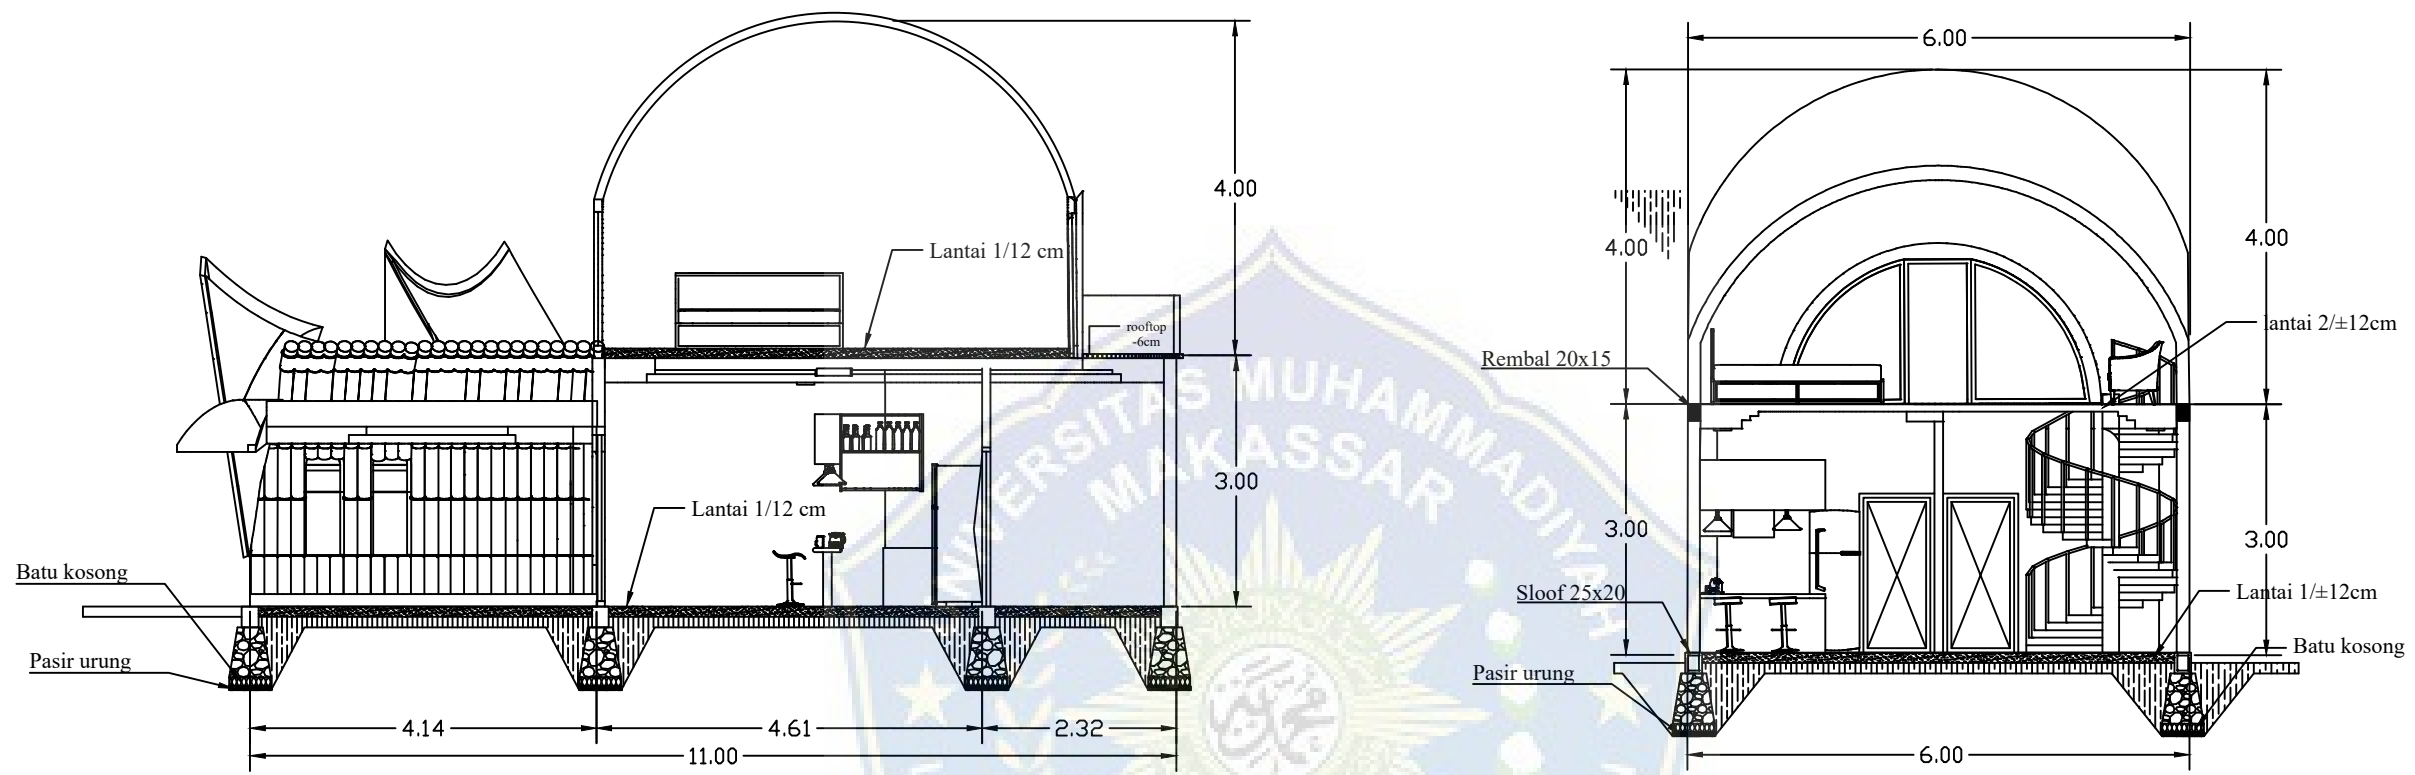 4.00
Lantai 1/12 cm
rooftop
-6cm
3.00
Lantai 1/12 cm
Batu kosong
Pasir urung
4.14
4.61
2.32
11.00
6.00
4.00
4.00
lantai 2/±12cm
Rembal 20x15
3.00
3.00
Sloof 25x20
Lantai 1/±12cm
Batu kosong
Pasir urung
6.00
UNIVERSITAS MUHAMMADIYAH
MAKASSAR